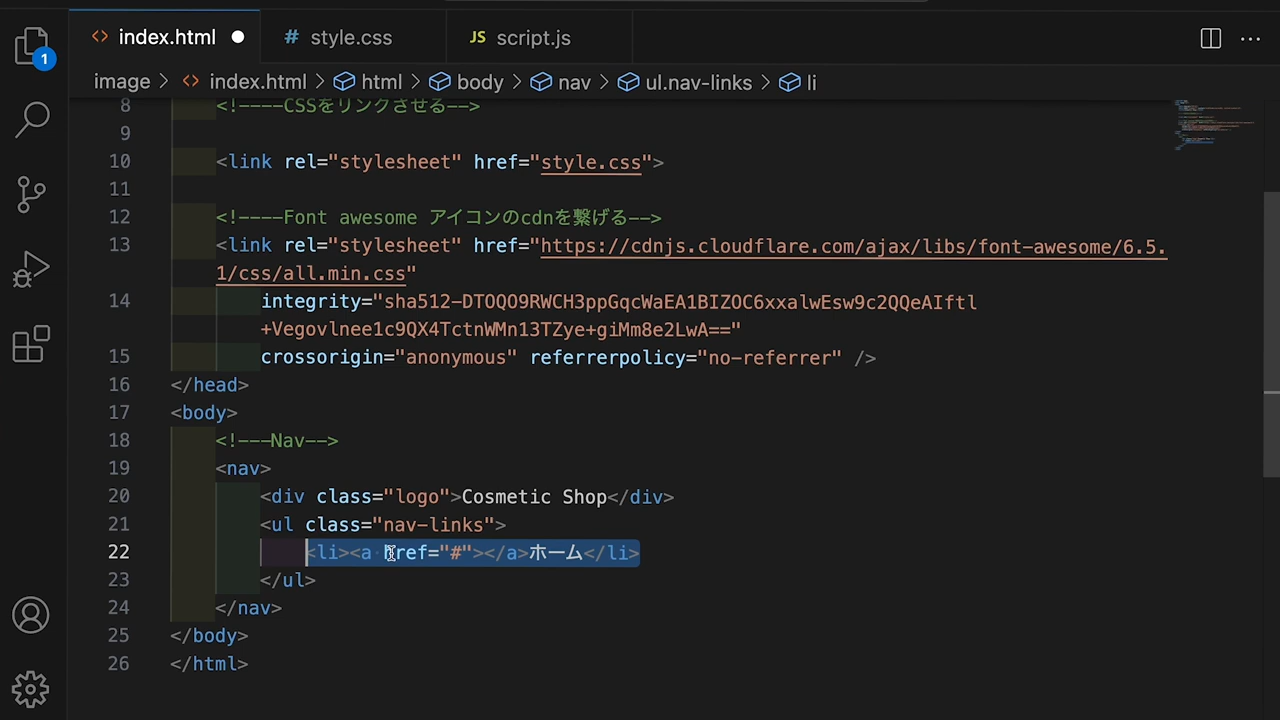 1
<> index.html
# style.css
JS script.js
image > <> index.html > html > body > nav > ul.nav-links > li
8 <!----CSSをリンクさせる-->
9
10 <link rel="stylesheet" href="style.css">
11
12 <!----Font awesome アイコンのcdnを繋げる-->
13 <link rel="stylesheet" href="https://cdnjs.cloudflare.com/ajax/libs/font-awesome/6.5.
1/css/all.min.css"
14 integrity="sha512-DTOQO9RWCH3ppGqcWaEA1BIZOC6xxalwEsw9c2QQeAIftl
+Vegovlnee1c9QX4TctnWMn13TZye+giMm8e2LwA=="
15 crossorigin="anonymous" referrerpolicy="no-referrer" />
16 </head>
17 <body>
18 <!---Nav-->
19 <nav>
20 <div class="logo">Cosmetic Shop</div>
21 <ul class="nav-links">
22 <li><a href="#"></a>ホーム</li>
23 </ul>
24 </nav>
25 </body>
26 </html>